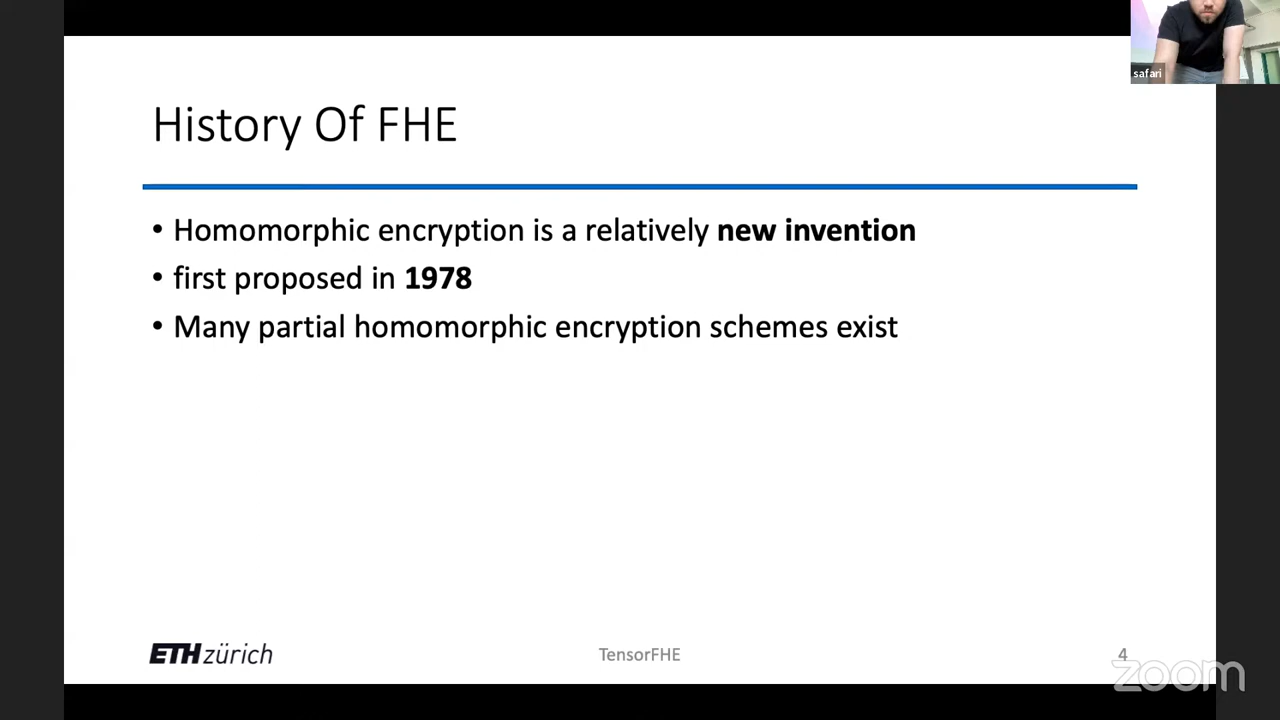 safari
History Of FHE
• Homomorphic encryption is a relatively new invention
• first proposed in 1978
• Many partial homomorphic encryption schemes exist
ETH zürich
TensorFHE
4
zoom